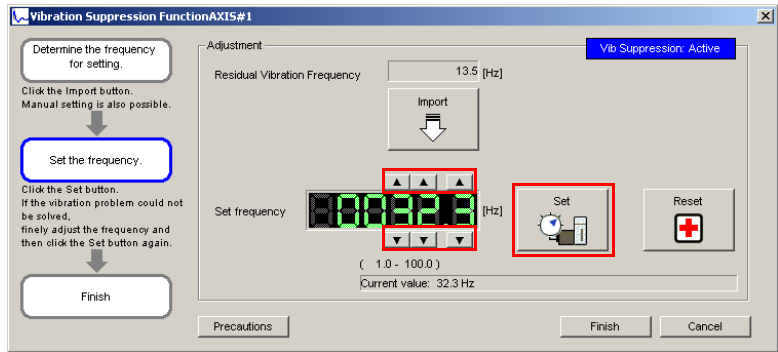 Vibration Suppression FunctionAXIS#1
Determine the frequency
for setting.
Click the Import button.
Manual setting is also possible.
Set the frequency.
Click the Set button.
If the vibration problem could not
be solved,
finely adjust the frequency and
then click the Set button again.
Finish
Adjustment
Vib Suppression: Active
Residual Vibration Frequency 13.5 [Hz]
Import
Set frequency 0032.3 [Hz]
Set
Reset
( 1.0 - 100.0 )
Current value: 32.3 Hz
Precautions
Finish
Cancel